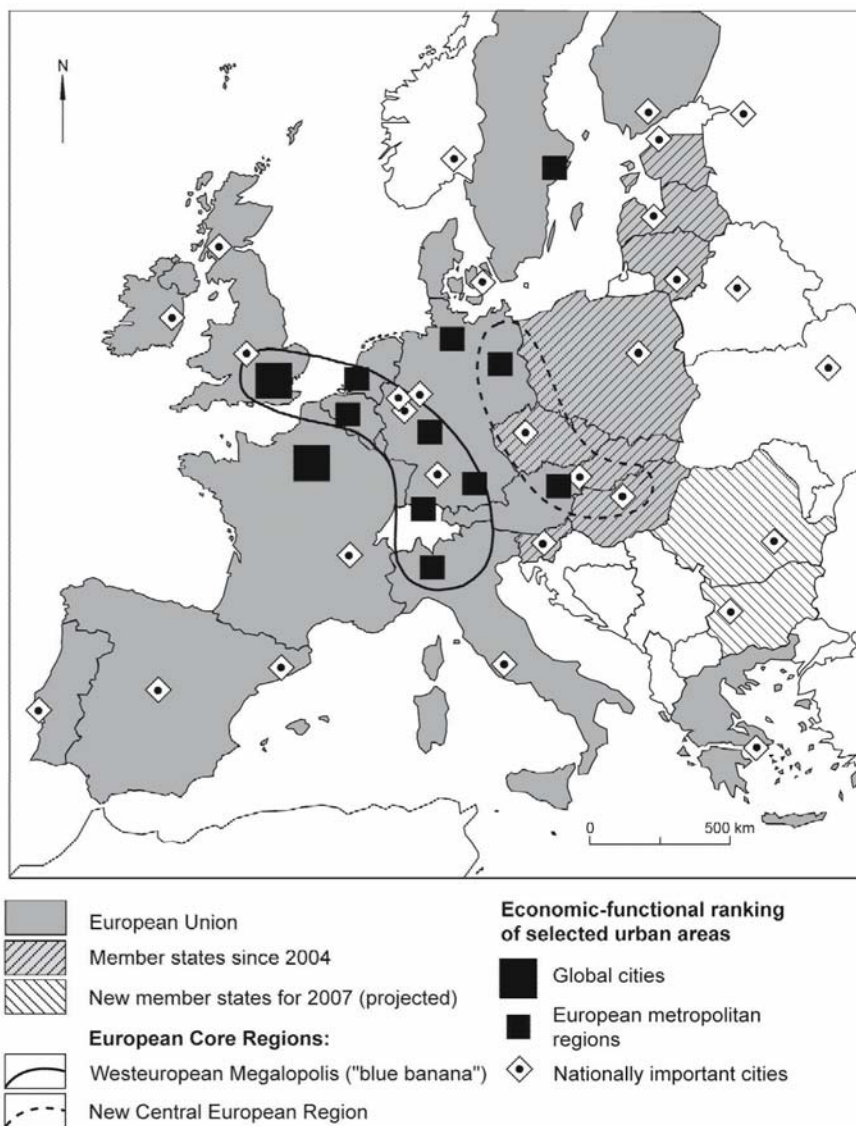 N
0 500 km
European Union
Member states since 2004
New member states for 2007 (projected)
European Core Regions:
Westeuropean Megalopolis ("blue banana")
New Central European Region
Economic-functional ranking
of selected urban areas
Global cities
European metropolitan
regions
Nationally important cities